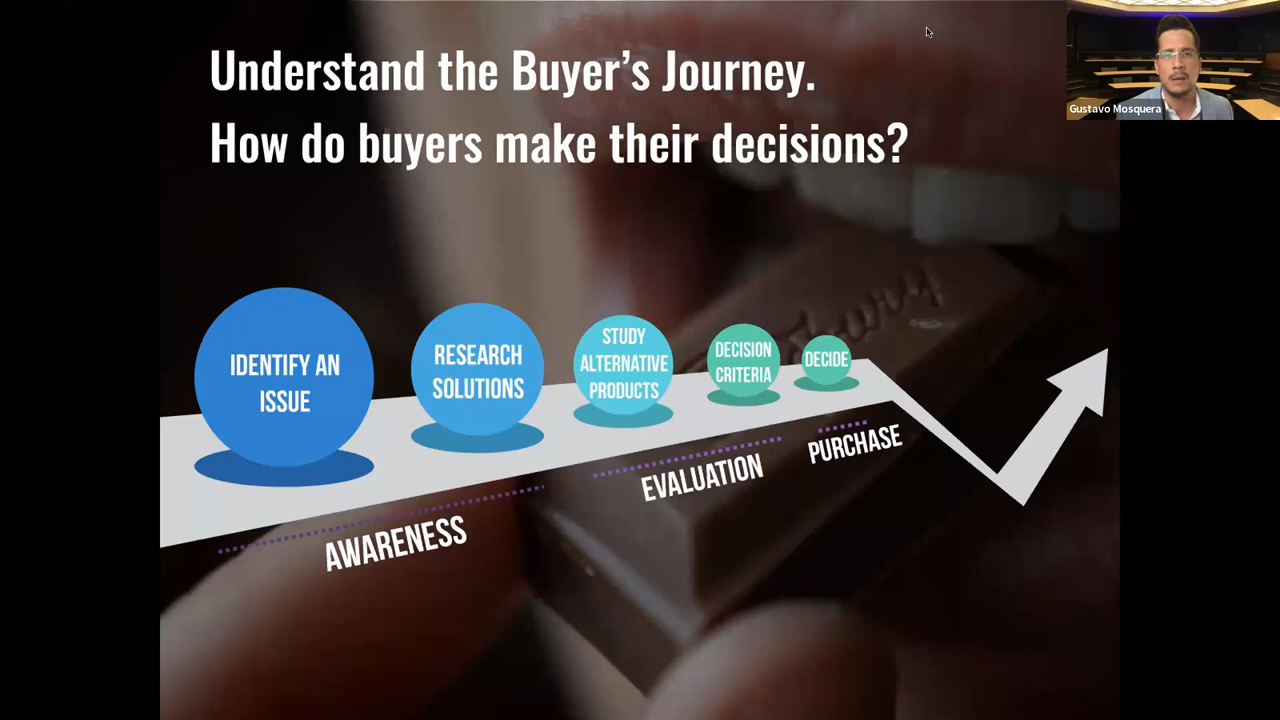 Understand the Buyer’s Journey.
How do buyers make their decisions?
Gustavo Mosquera
IDENTIFY AN
ISSUE
RESEARCH
SOLUTIONS
STUDY
ALTERNATIVE
PRODUCTS
DECISION
CRITERIA
DECIDE
AWARENESS
EVALUATION
PURCHASE